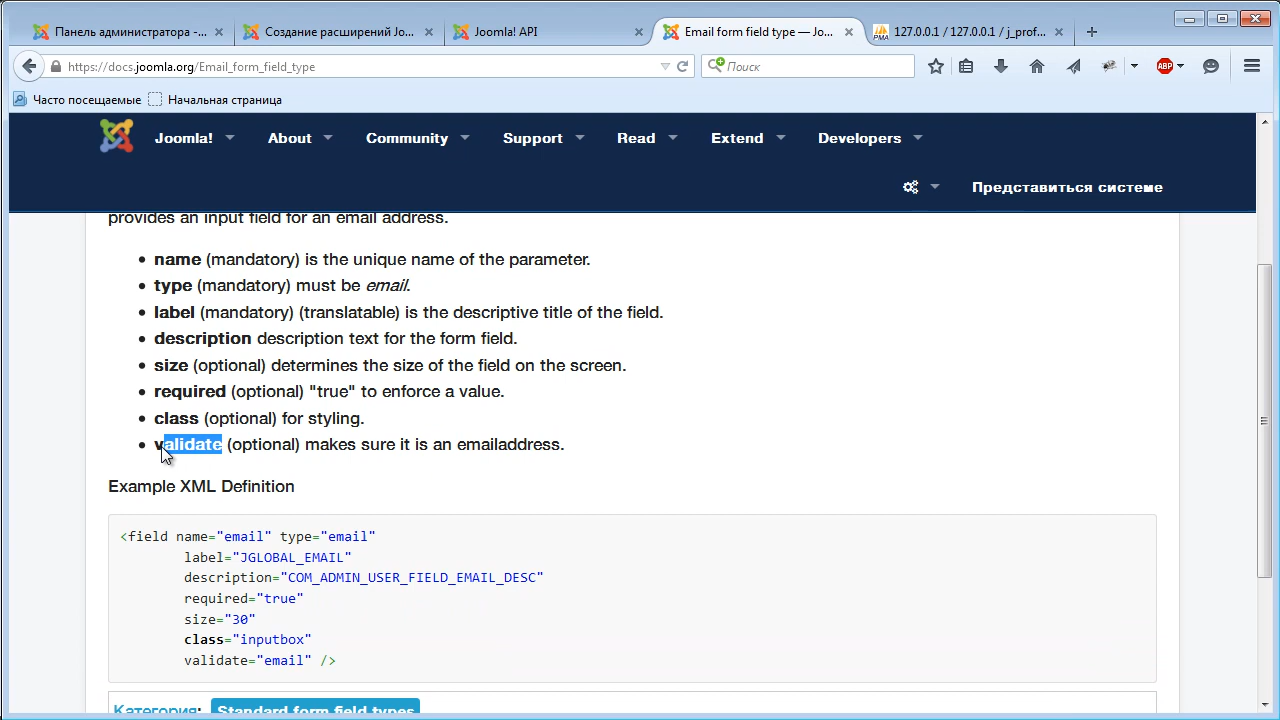 Панель администратора -...
Создание расширений Jo...
Joomla! API
Email form field type — Jo...
127.0.0.1 / 127.0.0.1 / j_prof...
https://docs.joomla.org/Email_form_field_type
Поиск
ABP
Часто посещаемые
Начальная страница
Joomla!
About
Community
Support
Read
Extend
Developers
Представиться системе
provides an input field for an email address.
• name (mandatory) is the unique name of the parameter.
• type (mandatory) must be email.
• label (mandatory) (translatable) is the descriptive title of the field.
• description description text for the form field.
• size (optional) determines the size of the field on the screen.
• required (optional) "true" to enforce a value.
• class (optional) for styling.
• validate (optional) makes sure it is an emailaddress.
Example XML Definition
<field name="email" type="email"
label="JGLOBAL_EMAIL"
description="COM_ADMIN_USER_FIELD_EMAIL_DESC"
required="true"
size="30"
class="inputbox"
validate="email" />
Категория: Standard form field types